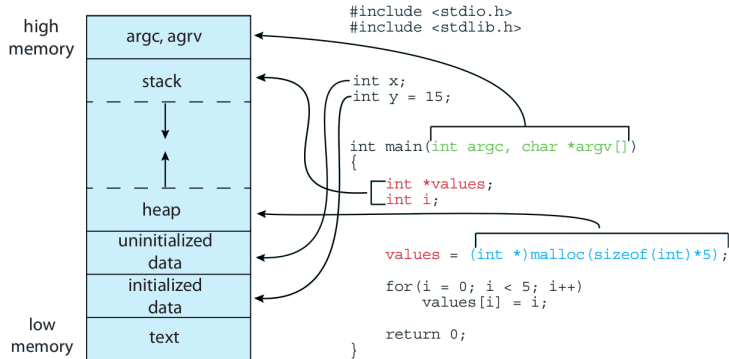 high
memory
argc, agrv
stack
heap
uninitialized
data
initialized
data
low
memory
text
#include <stdio.h>
#include <stdlib.h>
int x;
int y = 15;
int main(int argc, char *argv[])
{
int *values;
int i;
values = (int *)malloc(sizeof(int)*5);
for(i = 0; i < 5; i++)
values[i] = i;
return 0;
}